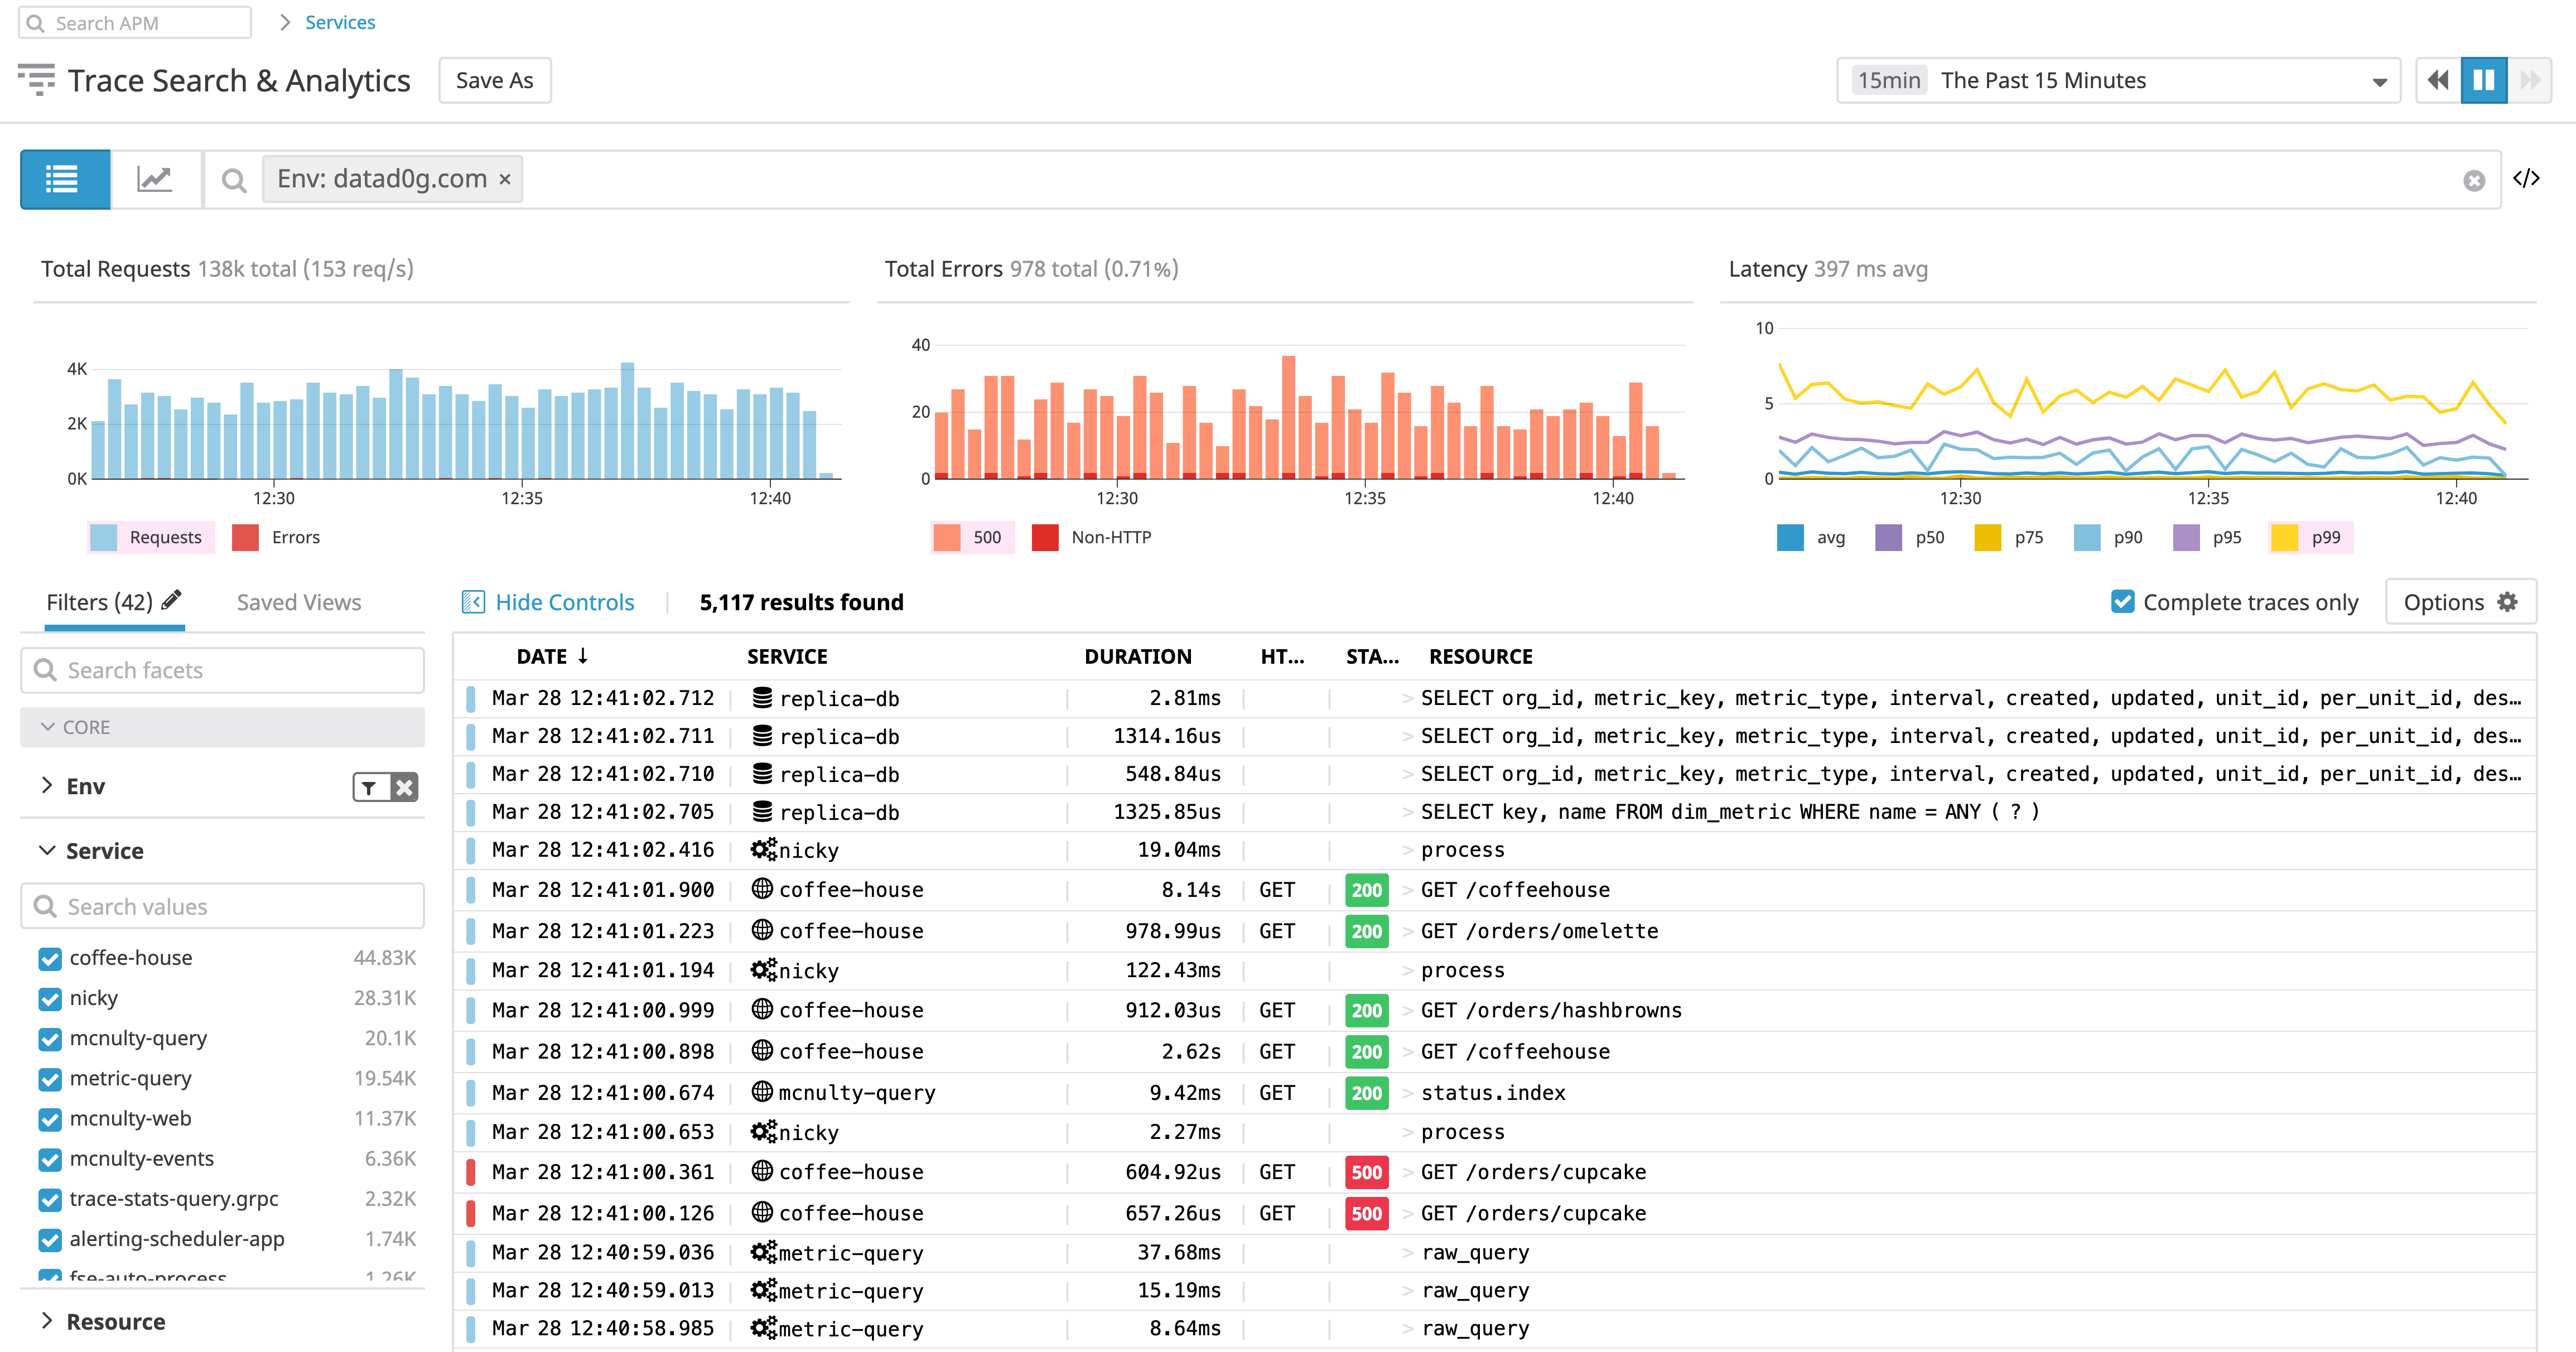 Search APM > Services
Trace Search & Analytics Save As 15min The Past 15 Minutes
Env: datad0g.com × </>
Total Requests 138k total (153 req/s)
4K
2K
0K
12:30 12:35 12:40
Requests Errors
Total Errors 978 total (0.71%)
40
20
0
12:30 12:35 12:40
500 Non-HTTP
Latency 397 ms avg
10
5
0
12:30 12:35 12:40
avg p50 p75 p90 p95 p99
Filters (42) Saved Views
Search facets
CORE
Env
Service
Search values
coffee-house 44.83K
nicky 28.31K
mcnulty-query 20.1K
metric-query 19.54K
mcnulty-web 11.37K
mcnulty-events 6.36K
trace-stats-query.grpc 2.32K
alerting-scheduler-app 1.74K
fse-auto-process 1.26K
Resource
Hide Controls 5,117 results found Complete traces only Options
DATE ↓ SERVICE DURATION HT... STA... RESOURCE
Mar 28 12:41:02.712 replica-db 2.81ms > SELECT org_id, metric_key, metric_type, interval, created, updated, unit_id, per_unit_id, des…
Mar 28 12:41:02.711 replica-db 1314.16us > SELECT org_id, metric_key, metric_type, interval, created, updated, unit_id, per_unit_id, des…
Mar 28 12:41:02.710 replica-db 548.84us > SELECT org_id, metric_key, metric_type, interval, created, updated, unit_id, per_unit_id, des…
Mar 28 12:41:02.705 replica-db 1325.85us > SELECT key, name FROM dim_metric WHERE name = ANY ( ? )
Mar 28 12:41:02.416 nicky 19.04ms > process
Mar 28 12:41:01.900 coffee-house 8.14s GET 200 > GET /coffeehouse
Mar 28 12:41:01.223 coffee-house 978.99us GET 200 > GET /orders/omelette
Mar 28 12:41:01.194 nicky 122.43ms > process
Mar 28 12:41:00.999 coffee-house 912.03us GET 200 > GET /orders/hashbrowns
Mar 28 12:41:00.898 coffee-house 2.62s GET 200 > GET /coffeehouse
Mar 28 12:41:00.674 mcnulty-query 9.42ms GET 200 > status.index
Mar 28 12:41:00.653 nicky 2.27ms > process
Mar 28 12:41:00.361 coffee-house 604.92us GET 500 > GET /orders/cupcake
Mar 28 12:41:00.126 coffee-house 657.26us GET 500 > GET /orders/cupcake
Mar 28 12:40:59.036 metric-query 37.68ms > raw_query
Mar 28 12:40:59.013 metric-query 15.19ms > raw_query
Mar 28 12:40:58.985 metric-query 8.64ms > raw_query